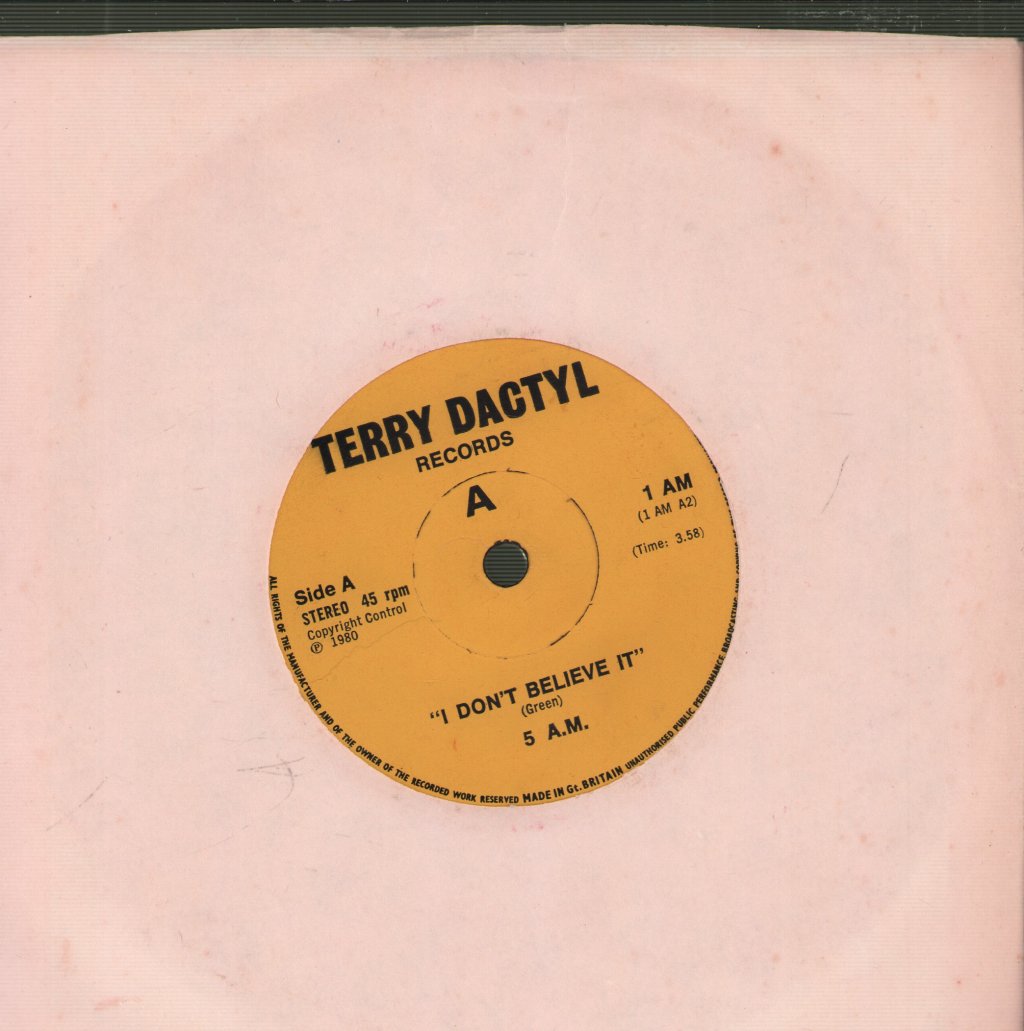 TERRY DACTYL
RECORDS
A
1 AM
(1 AM A2)
(Time: 3.58)
Side A
STEREO 45 rpm
Copyright Control
℗ 1980
"I DON'T BELIEVE IT"
(Green)
5 A.M.
ALL RIGHTS OF THE MANUFACTURER AND OF THE OWNER OF THE RECORDED WORK RESERVED MADE IN Gt. BRITAIN UNAUTHORISED PUBLIC PERFORMANCE BROADCASTING AND